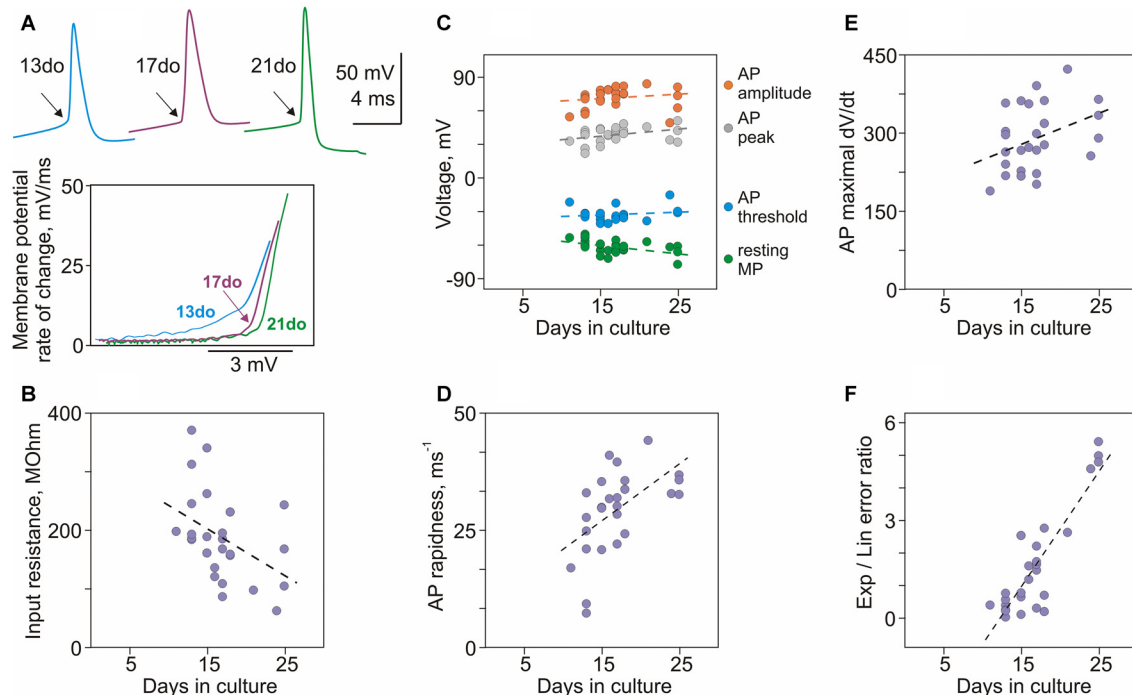 A
13do
17do
21do
50 mV
4 ms
Membrane potential
rate of change, mV/ms
50
25
0
17do
13do
21do
3 mV
B
Input resistance, MOhm
400
200
0
5 15 25
Days in culture
C
Voltage, mV
90
0
-90
5 15 25
Days in culture
AP
amplitude
AP
peak
AP
threshold
resting
MP
D
AP rapidness, ms⁻¹
50
25
0
5 15 25
Days in culture
E
AP maximal dV/dt
450
300
150
0
5 15 25
Days in culture
F
Exp / Lin error ratio
6
3
0
5 15 25
Days in culture